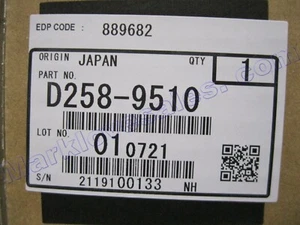 EDP CODE : 889682
ORIGIN JAPAN QTY
PART NO. 1
D258-9510
LOT NO. 01 0721
S/N 2119100133 NH